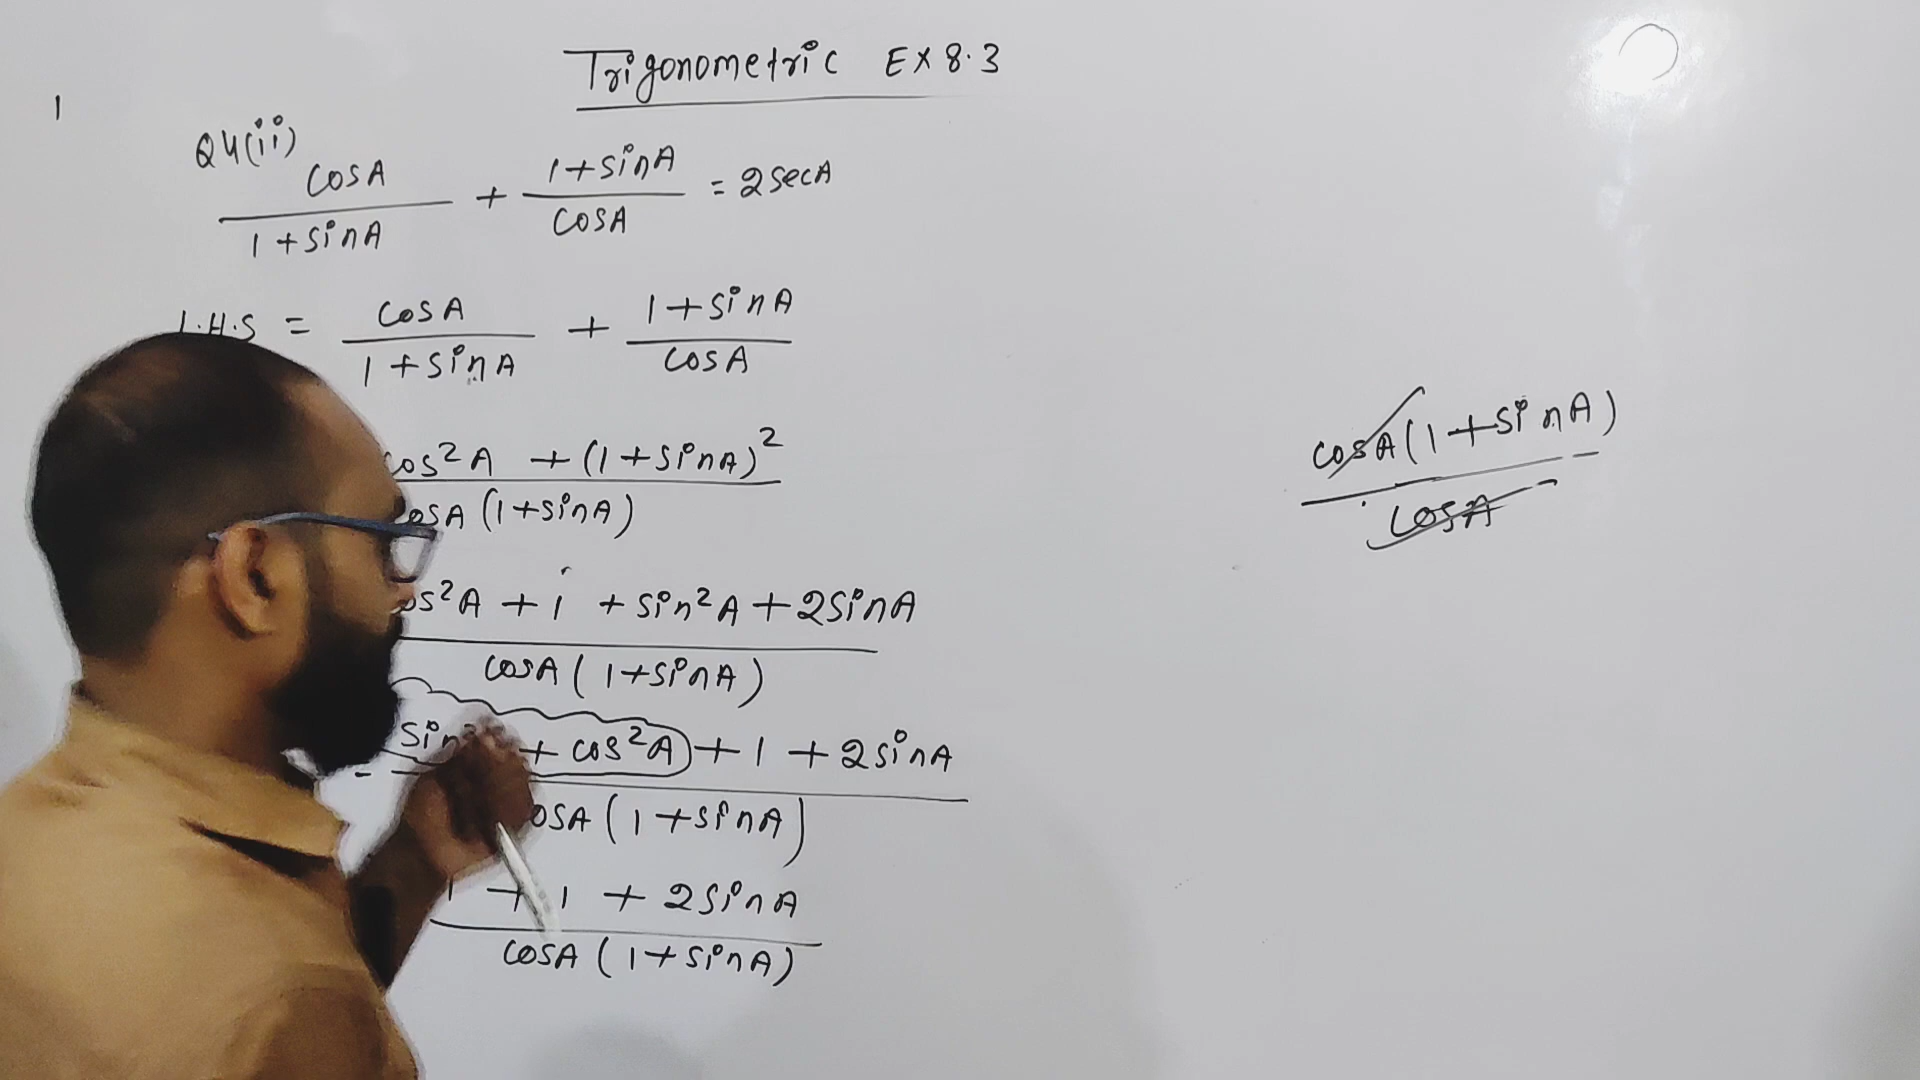 Trigonometric EX 8.3
1
Q4(ii)
cosA/(1+sinA) + (1+sinA)/cosA = 2secA
L.H.S = cosA/(1+sinA) + (1+sinA)/cosA
cos²A + (1+sinA)²
cosA (1+sinA)
cos²A + 1 + sin²A + 2sinA
cosA (1+sinA)
sin² + cos²A + 1 + 2sinA
cosA (1+sinA)
1 + 1 + 2sinA
cosA (1+sinA)
cosA (1+sinA)
cosA